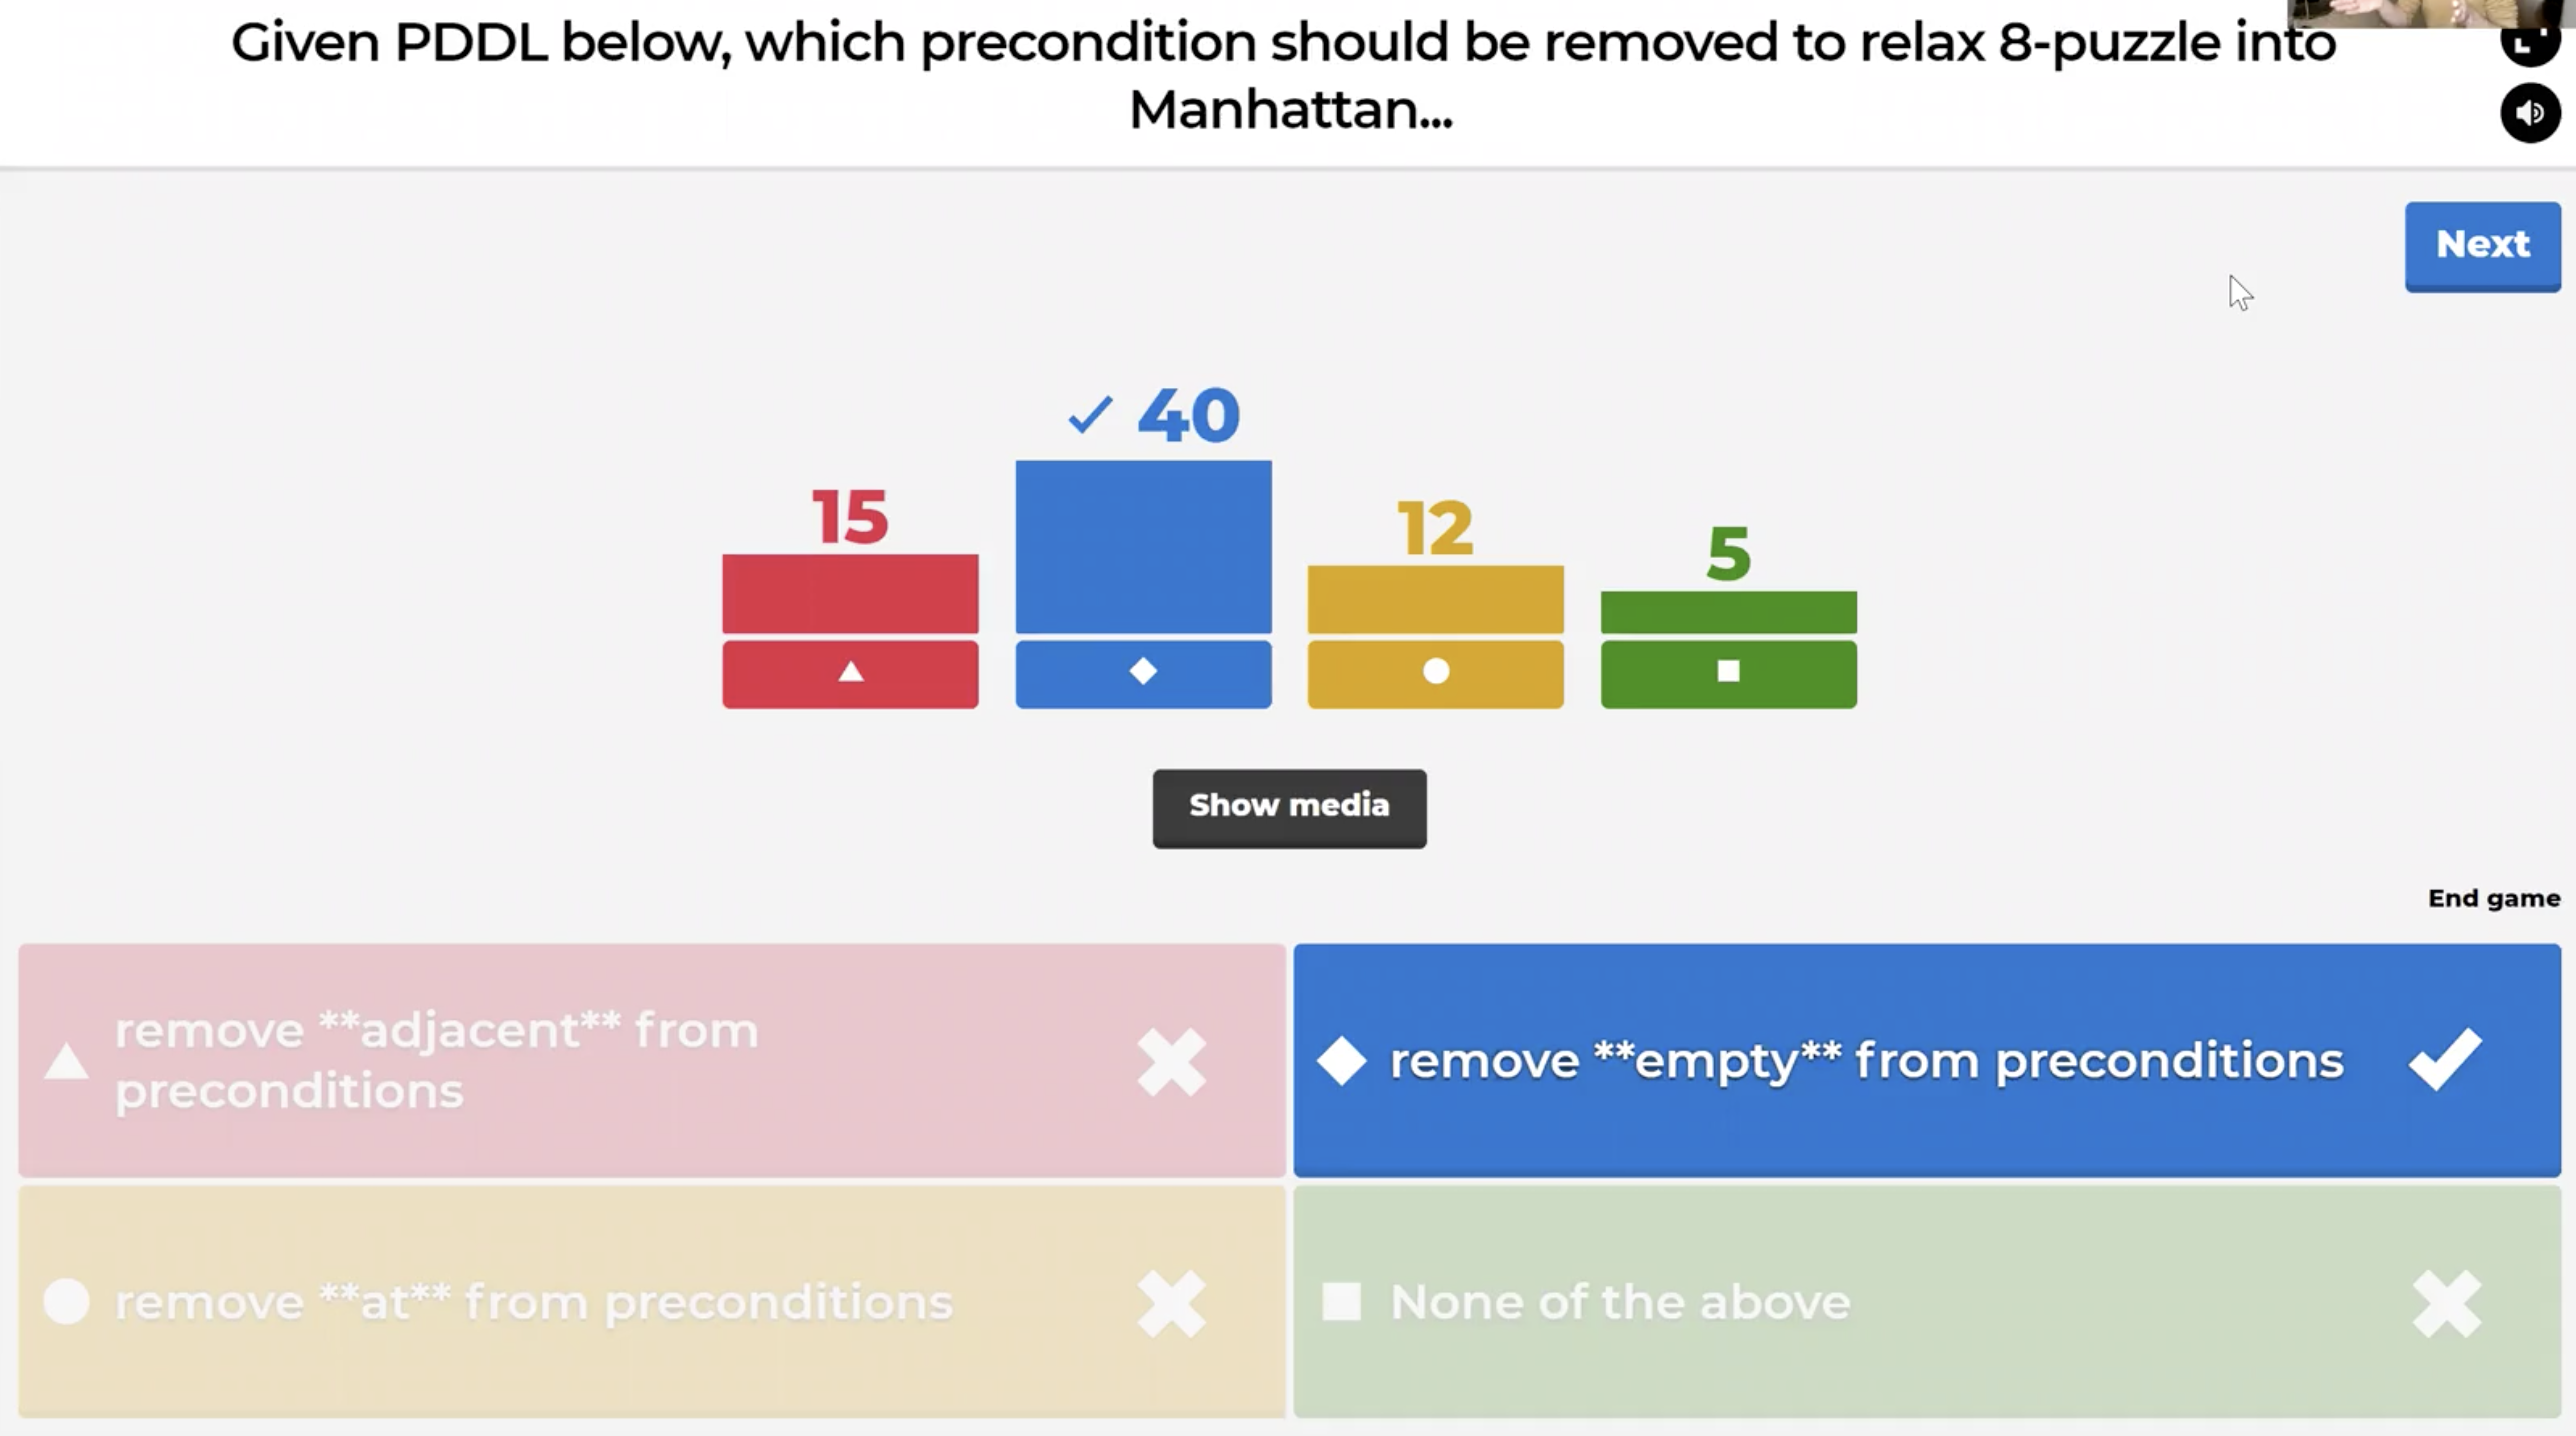 Given PDDL below, which precondition should be removed to relax 8-puzzle into
Manhattan...
Next
40
15
12
5
Show media
End game
remove **adjacent** from
preconditions
remove **empty** from preconditions
remove **at** from preconditions
None of the above